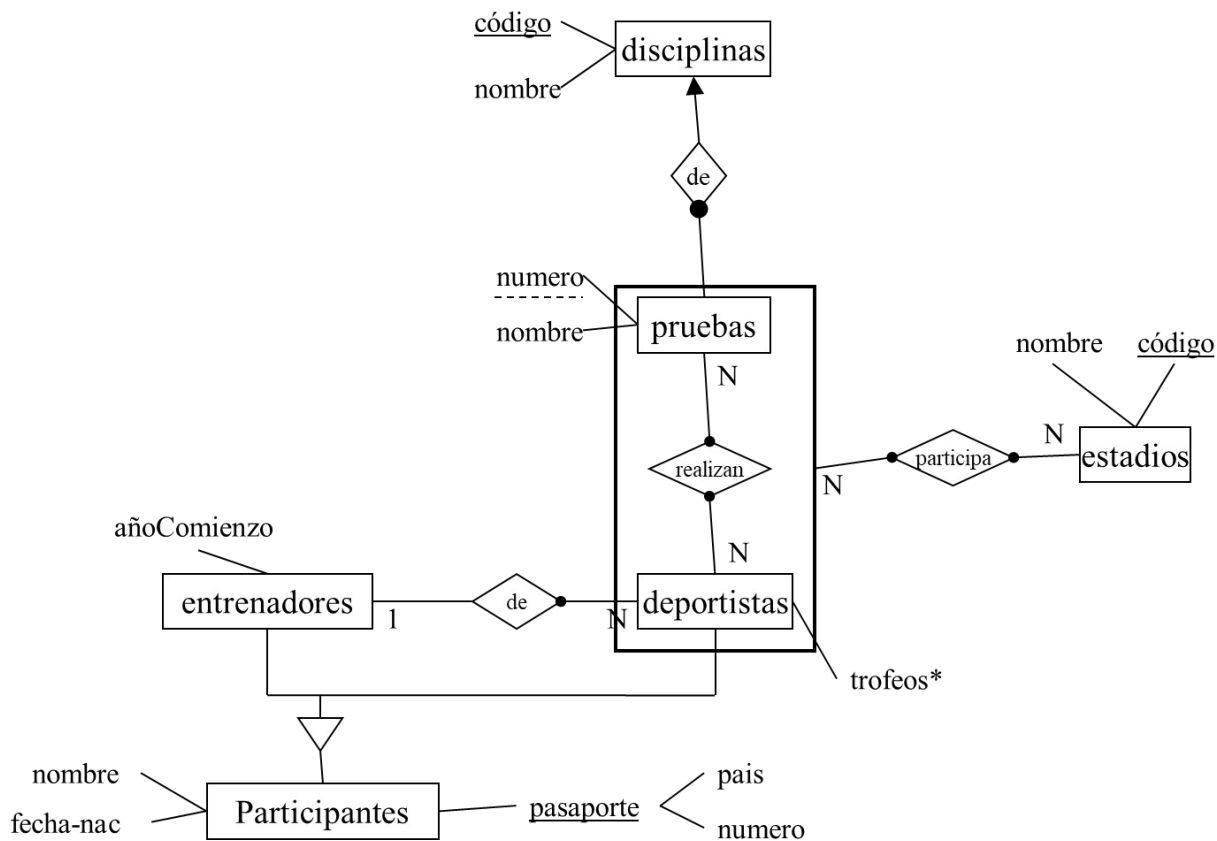 código
disciplinas
nombre
de
numero
nombre
pruebas
N
nombre
código
realizan
participa
N
N
estadios
N
añoComienzo
entrenadores
1
de
N
deportistas
trofeos*
nombre
fecha-nac
Participantes
pasaporte
pais
numero